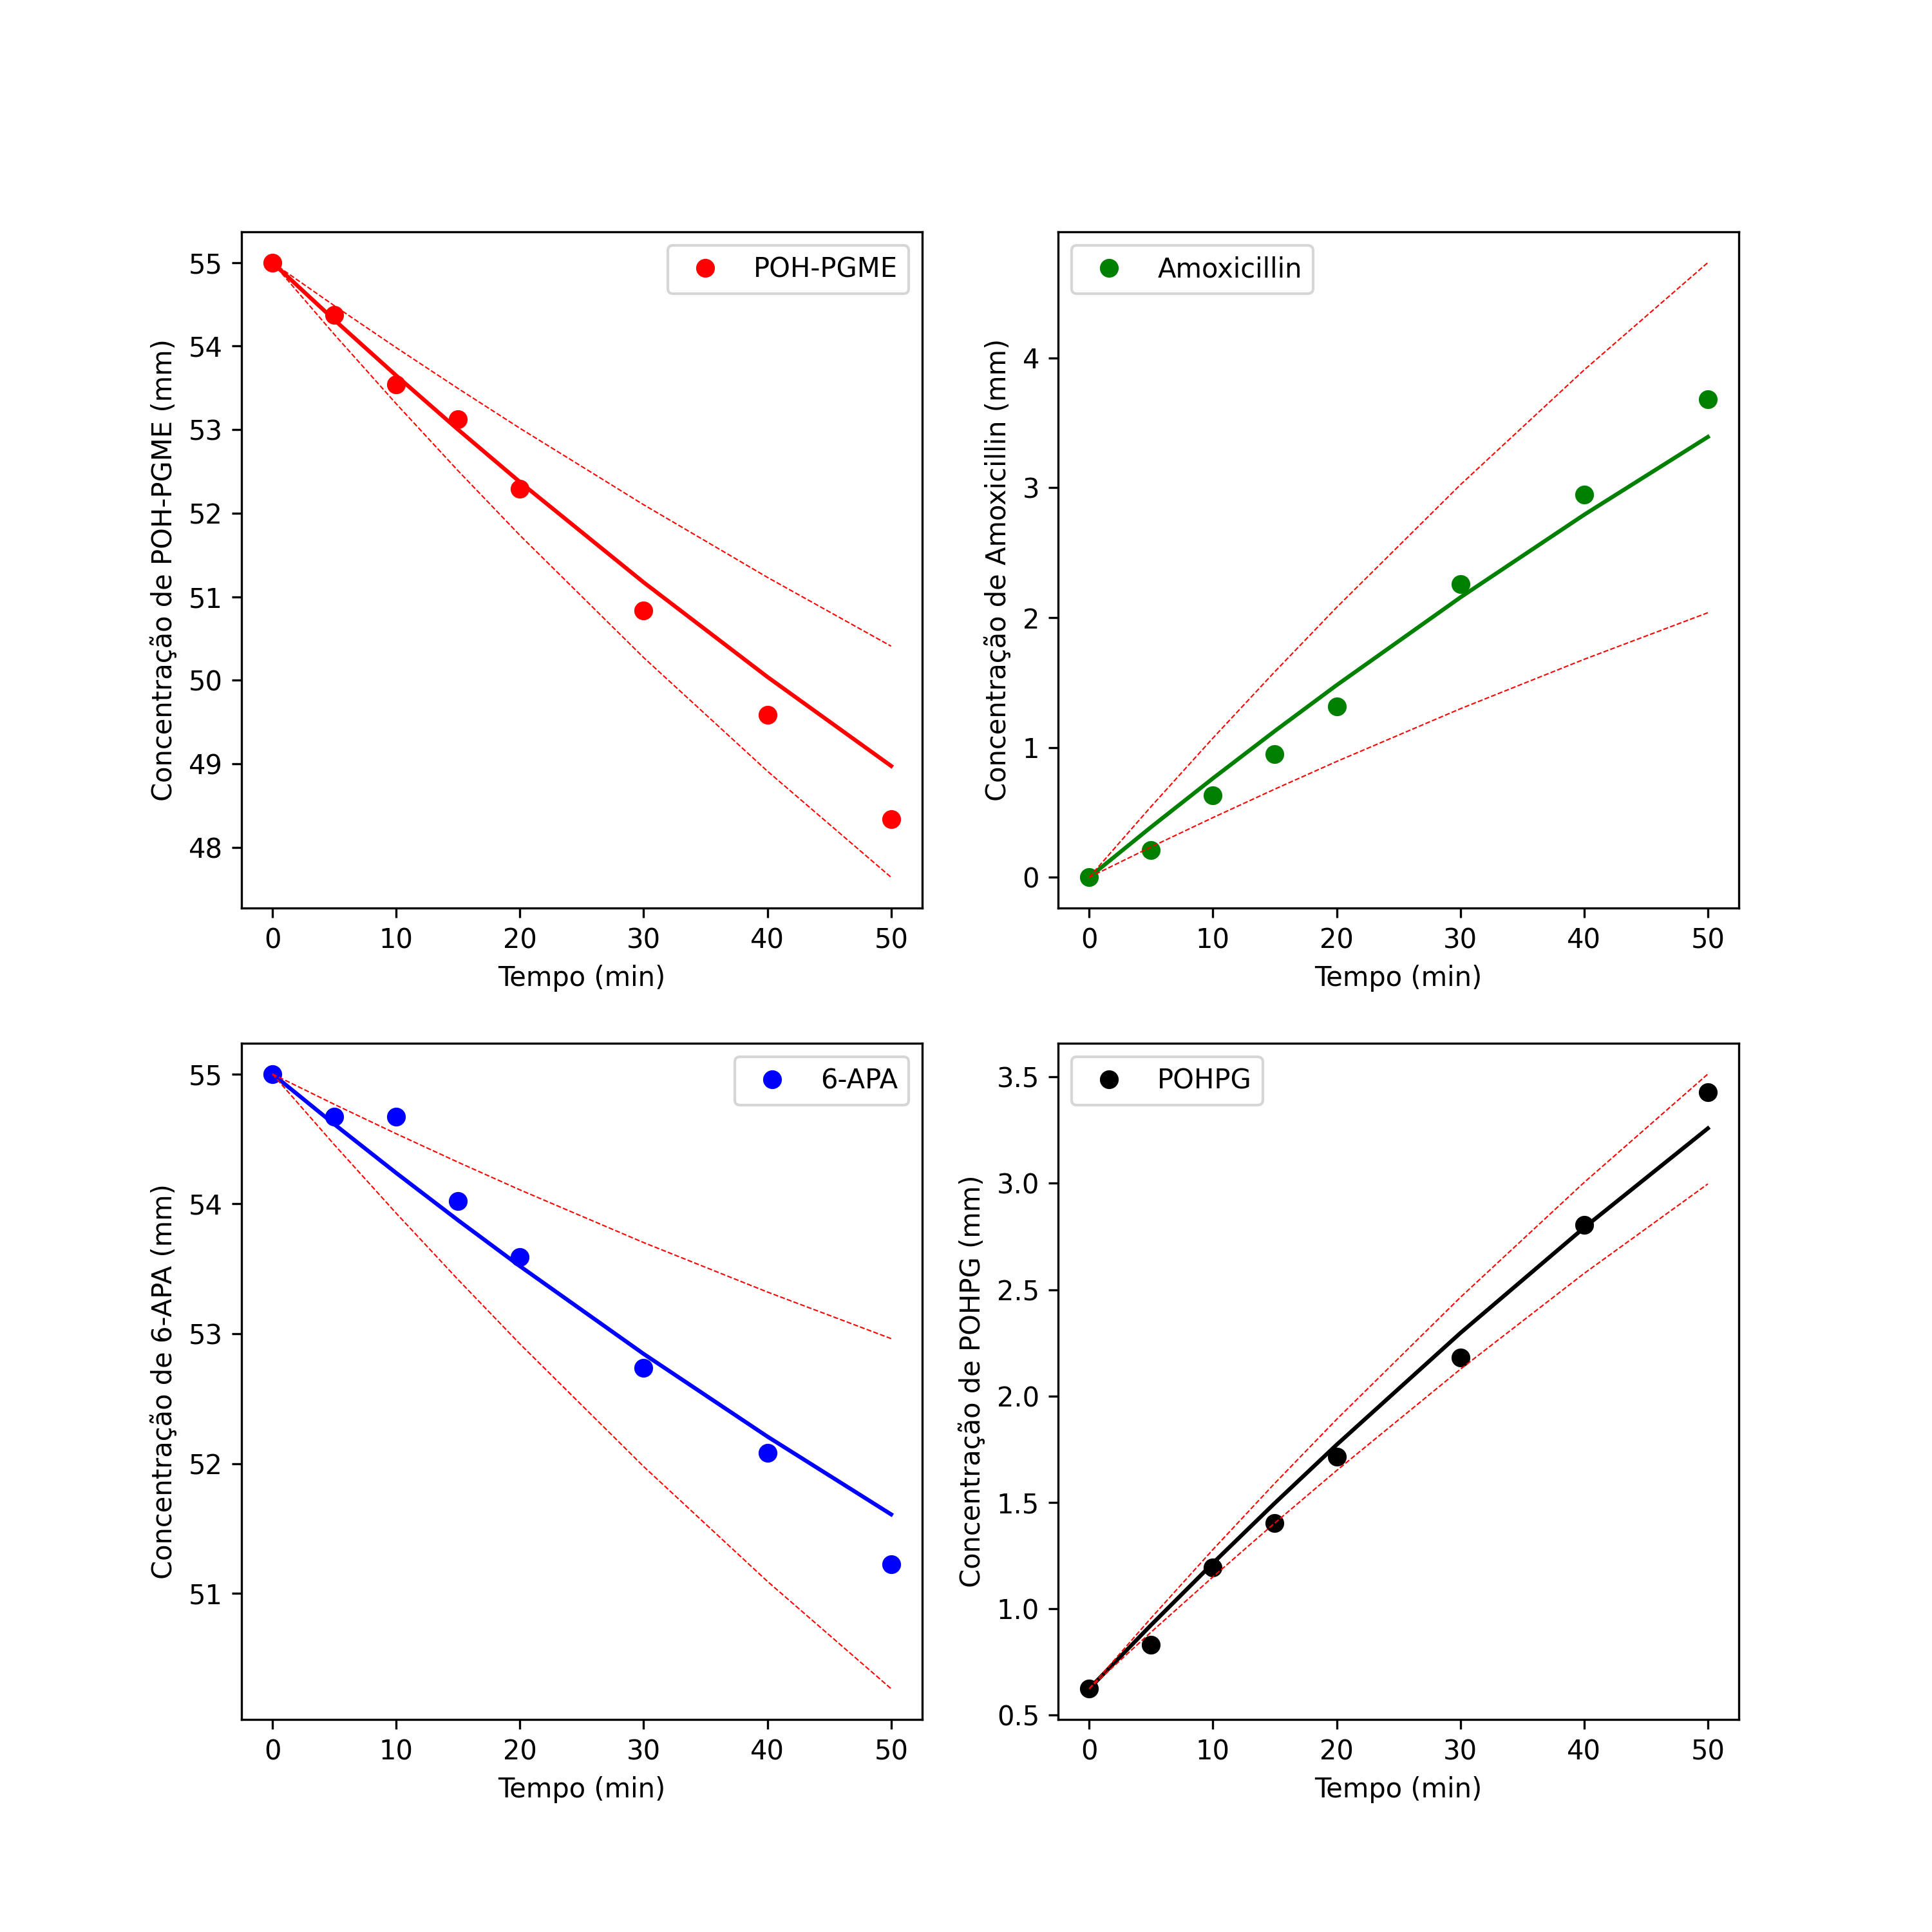 POH-PGME
Concentração de POH-PGME (mm)
55
54
53
52
51
50
49
48
0 10 20 30 40 50
Tempo (min)
Amoxicillin
Concentração de Amoxicillin (mm)
4
3
2
1
0
0 10 20 30 40 50
Tempo (min)
6-APA
Concentração de 6-APA (mm)
55
54
53
52
51
0 10 20 30 40 50
Tempo (min)
POHPG
Concentração de POHPG (mm)
3.5
3.0
2.5
2.0
1.5
1.0
0.5
0 10 20 30 40 50
Tempo (min)